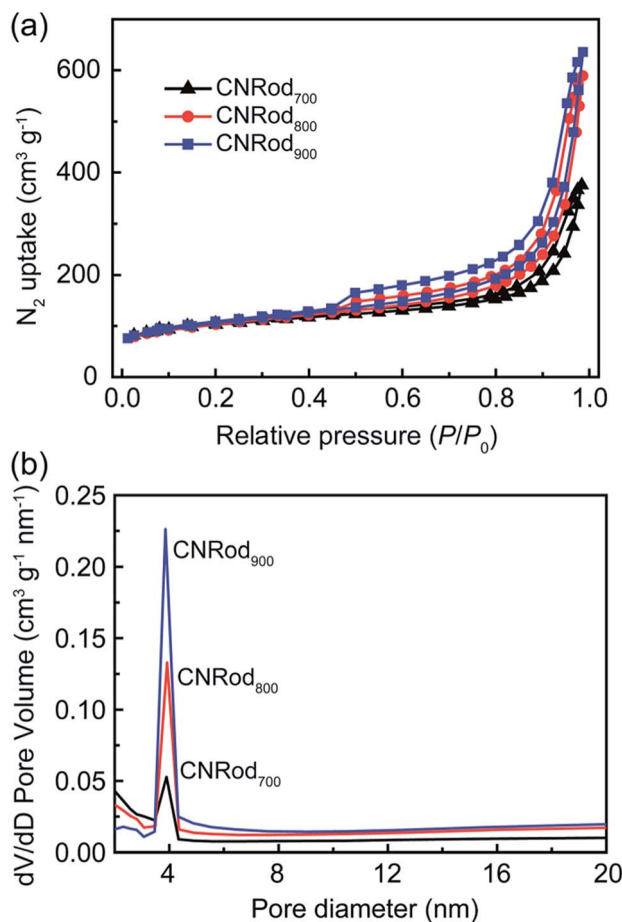 (a)
N₂ uptake (cm³ g⁻¹)
600
400
200
0
CNRod₇₀₀
CNRod₈₀₀
CNRod₉₀₀
0.0 0.2 0.4 0.6 0.8 1.0
Relative pressure (P/P₀)
(b)
dV/dD Pore Volume (cm³ g⁻¹ nm⁻¹)
0.25
0.20
0.15
0.10
0.05
0.00
CNRod₉₀₀
CNRod₈₀₀
CNRod₇₀₀
4 8 12 16 20
Pore diameter (nm)